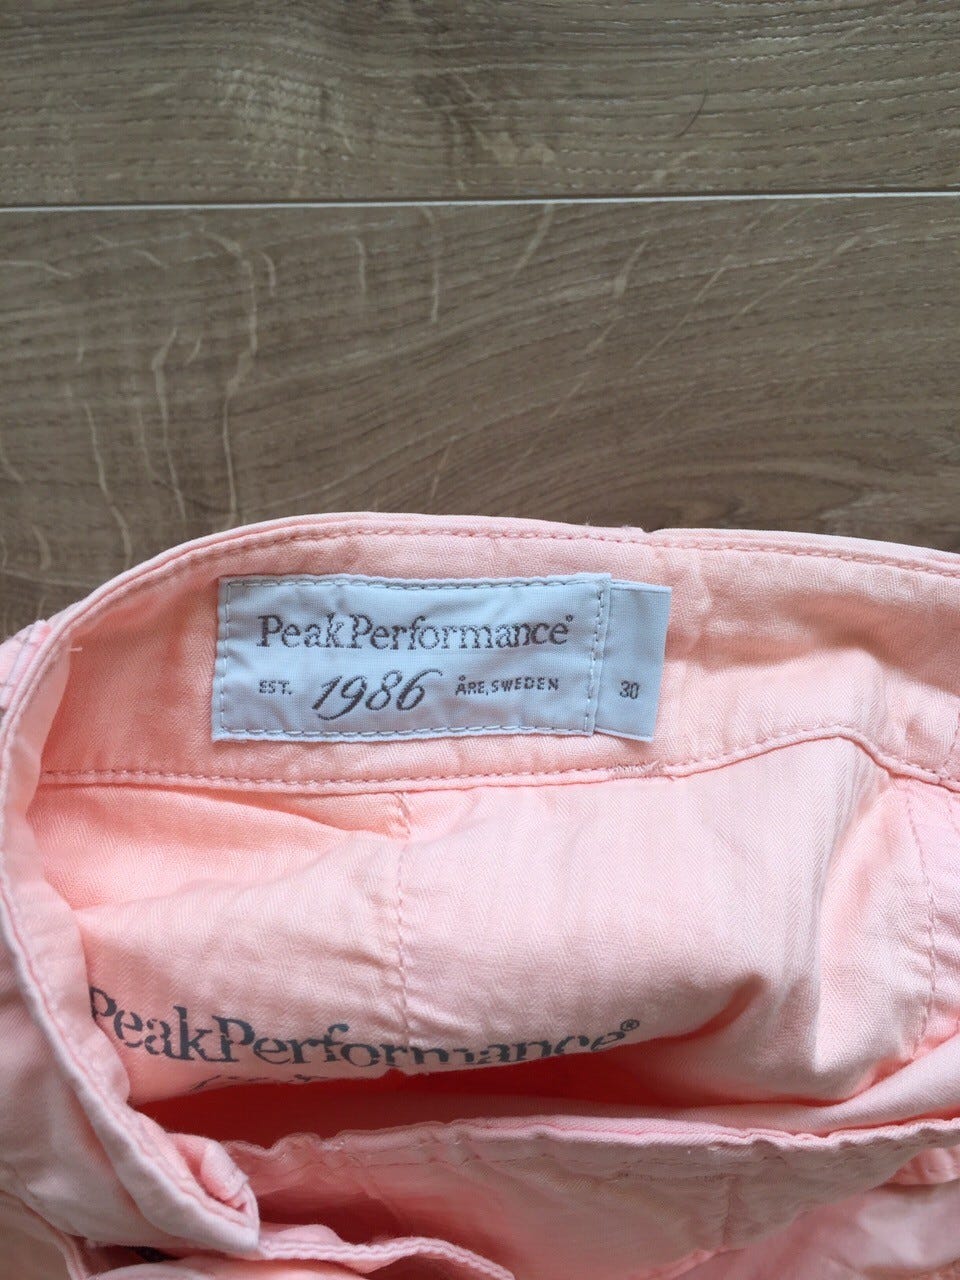 PeakPerformance®
EST. 1986 ÅRE, SWEDEN
30
PeakPerformance®